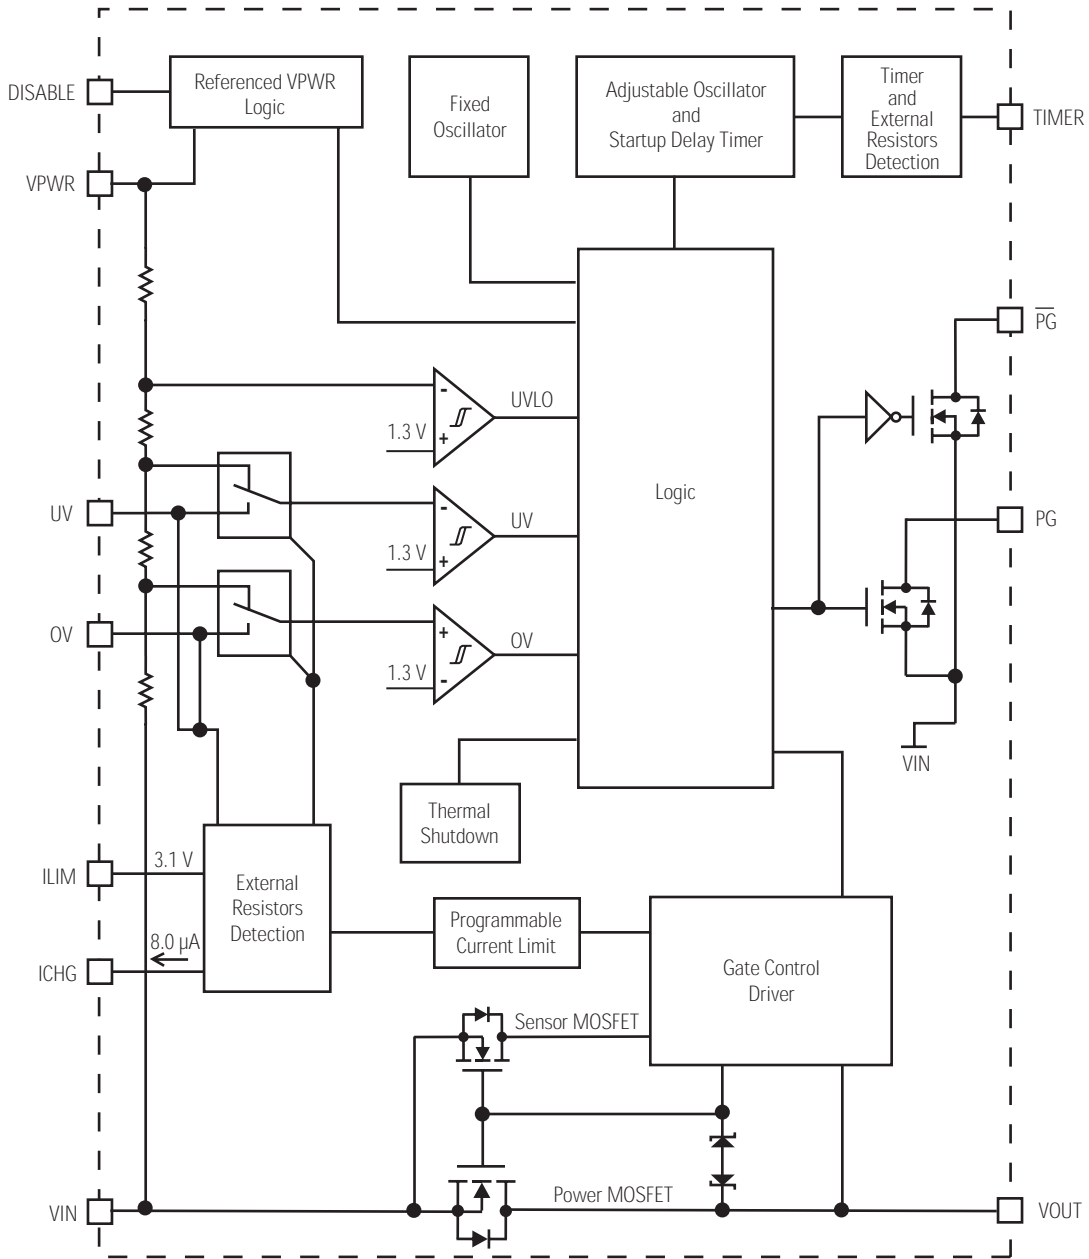 DISABLE
Referenced VPWR
Logic
Fixed
Oscillator
Adjustable Oscillator
and
Startup Delay Timer
Timer
and
External
Resistors
Detection
TIMER
VPWR
PG
-
UVLO
1.3 V
+
UV
-
UV
1.3 V
+
Logic
PG
OV
+
OV
1.3 V
-
VIN
Thermal
Shutdown
ILIM
3.1 V
External
Resistors
Detection
8.0 µA
ICHG
Programmable
Current Limit
Gate Control
Driver
Sensor MOSFET
VIN
Power MOSFET
VOUT